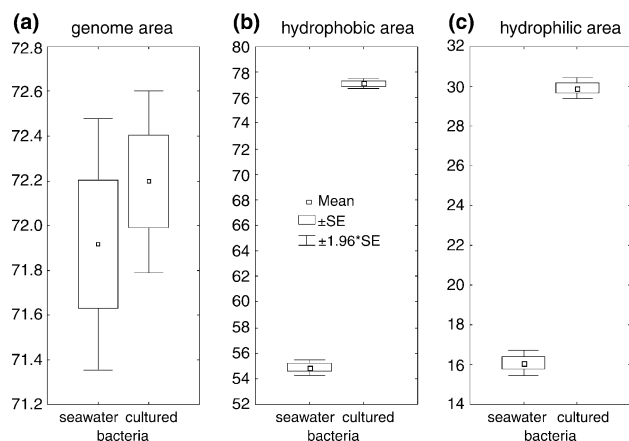 (a) genome area
72.8
72.6
72.4
72.2
72.0
71.8
71.6
71.4
71.2
seawater cultured
bacteria
(b) hydrophobic area
80
78
76
74
72
70
68
66
64
62
60
58
56
54
52
Mean
±SE
±1.96*SE
seawater cultured
bacteria
(c) hydrophilic area
32
30
28
26
24
22
20
18
16
14
seawater cultured
bacteria